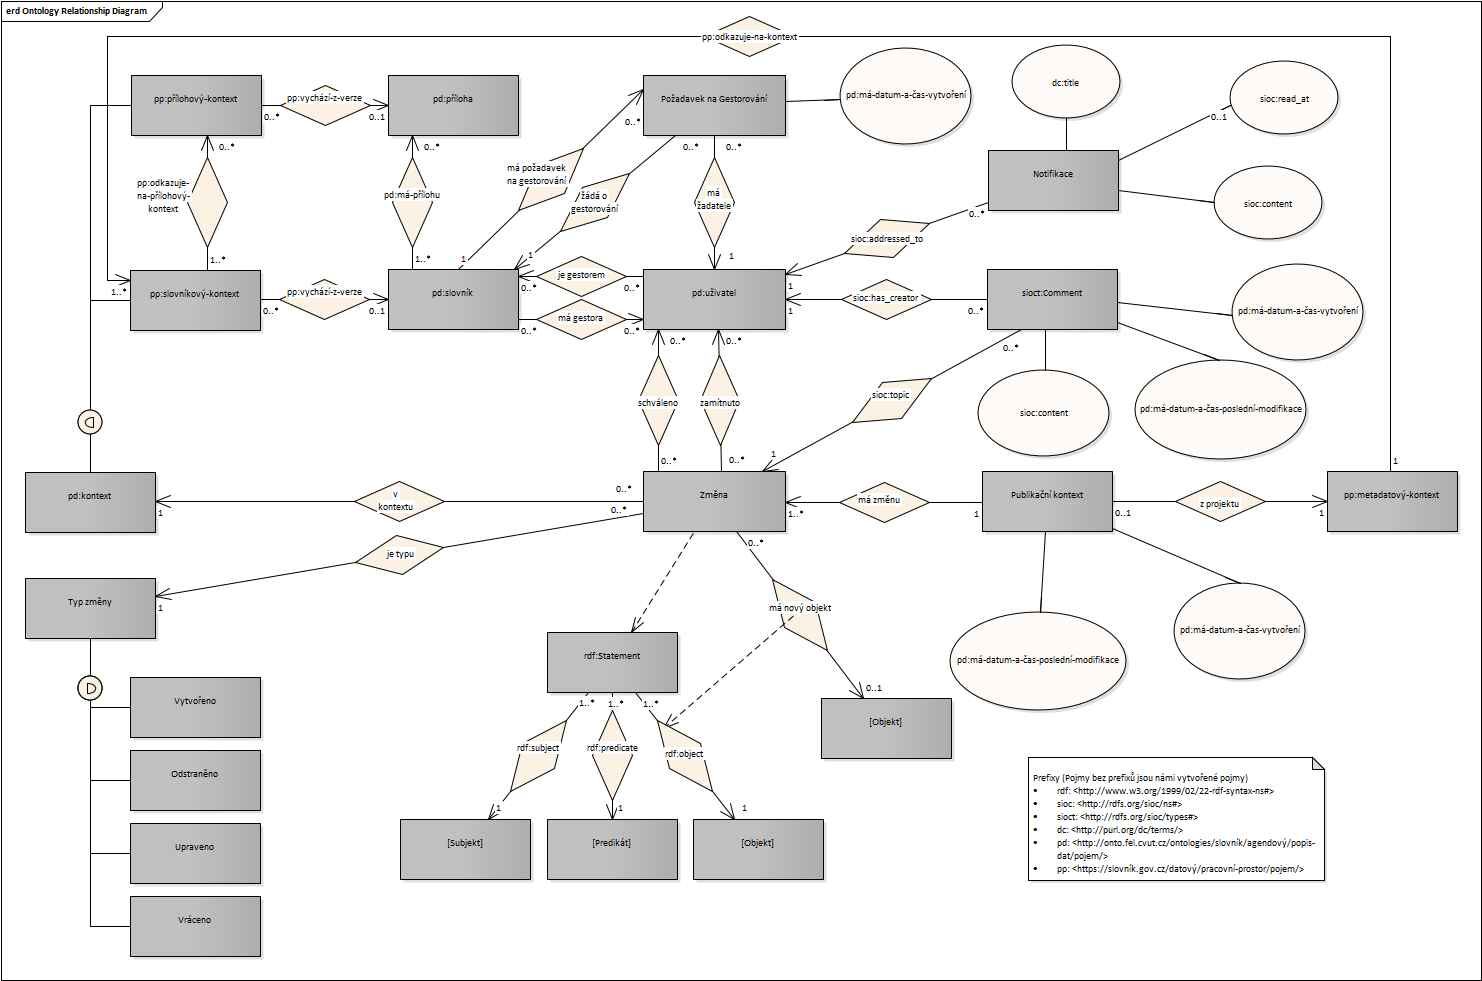 erd Ontology Relationship Diagram
pp:odkazuje-na-kontext
pp:přílohový-kontext
pp:vychází-z-verze
0..*
0..1
pd:příloha
Požadavek na Gestorování
pd:má-datum-a-čas-vytvoření
dc:title
sioc:read_at
0..1
0..*
0..*
0..*
0..*
0..*
má požadavek
na gestorování
Notifikace
pp:odkazuje-
na-přílohový-
kontext
pd:má-přílohu
žádá o
gestorování
má
žadatele
sioc:content
0..*
sioc:addressed_to
1..*
1..*
1
1
1
1
1..*
pp:slovníkový-kontext
pp:vychází-z-verze
0..*
0..1
pd:slovník
je gestorem
0..*
0..*
má gestora
0..*
0..*
pd:uživatel
sioc:has_creator
1
0..*
sioct:Comment
pd:má-datum-a-čas-vytvoření
0..*
0..*
0..*
schváleno
zamítnuto
sioc:topic
sioc:content
pd:má-datum-a-čas-poslední-modifikace
0..*
0..*
1
1
pd:kontext
1
v
kontextu
0..*
0..*
Změna
má změnu
1..*
1
Publikační kontext
0..1
z projektu
1
pp:metadatový-kontext
je typu
0..*
Typ změny
1
má nový objekt
pd:má-datum-a-čas-vytvoření
rdf:Statement
pd:má-datum-a-čas-poslední-modifikace
D
D
Vytvořeno
1..*
1..*
1..*
0..1
[Objekt]
rdf:subject
rdf:predicate
rdf:object
Odstraněno
1
1
1
Upraveno
[Subjekt]
[Predikát]
[Objekt]
Vráceno
Prefixy (Pojmy bez prefixů jsou námi vytvořené pojmy)
• rdf: <http://www.w3.org/1999/02/22-rdf-syntax-ns#>
• sioc: <http://rdfs.org/sioc/ns#>
• sioct: <http://rdfs.org/sioc/types#>
• dc: <http://purl.org/dc/terms/>
• pd: <http://onto.fel.cvut.cz/ontologies/slovník/agendový/popis-
dat/pojem/>
• pp: <https://slovník.gov.cz/datový/pracovní-prostor/pojem/>